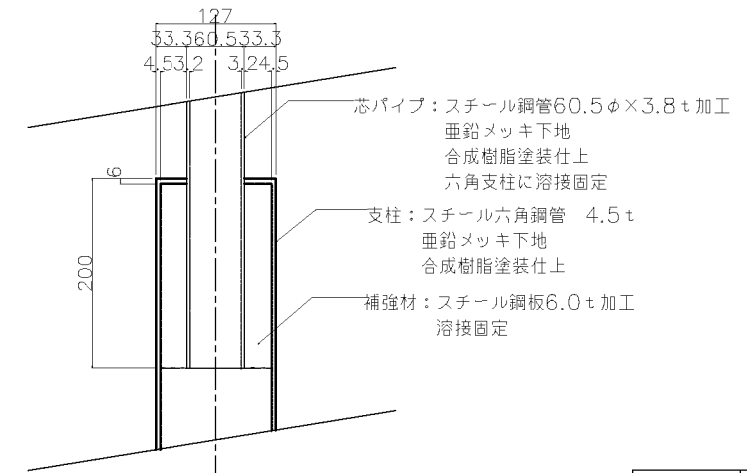 127
33.3 60.5 33.3
4.5 3.2 3.2 4.5
芯パイプ：スチール鋼管60.5φ×3.8t加工
亜鉛メッキ下地
合成樹脂塗装仕上
六角支柱に溶接固定
6
支柱：スチール六角鋼管 4.5t
亜鉛メッキ下地
合成樹脂塗装仕上
200
補強材：スチール鋼板6.0t加工
溶接固定